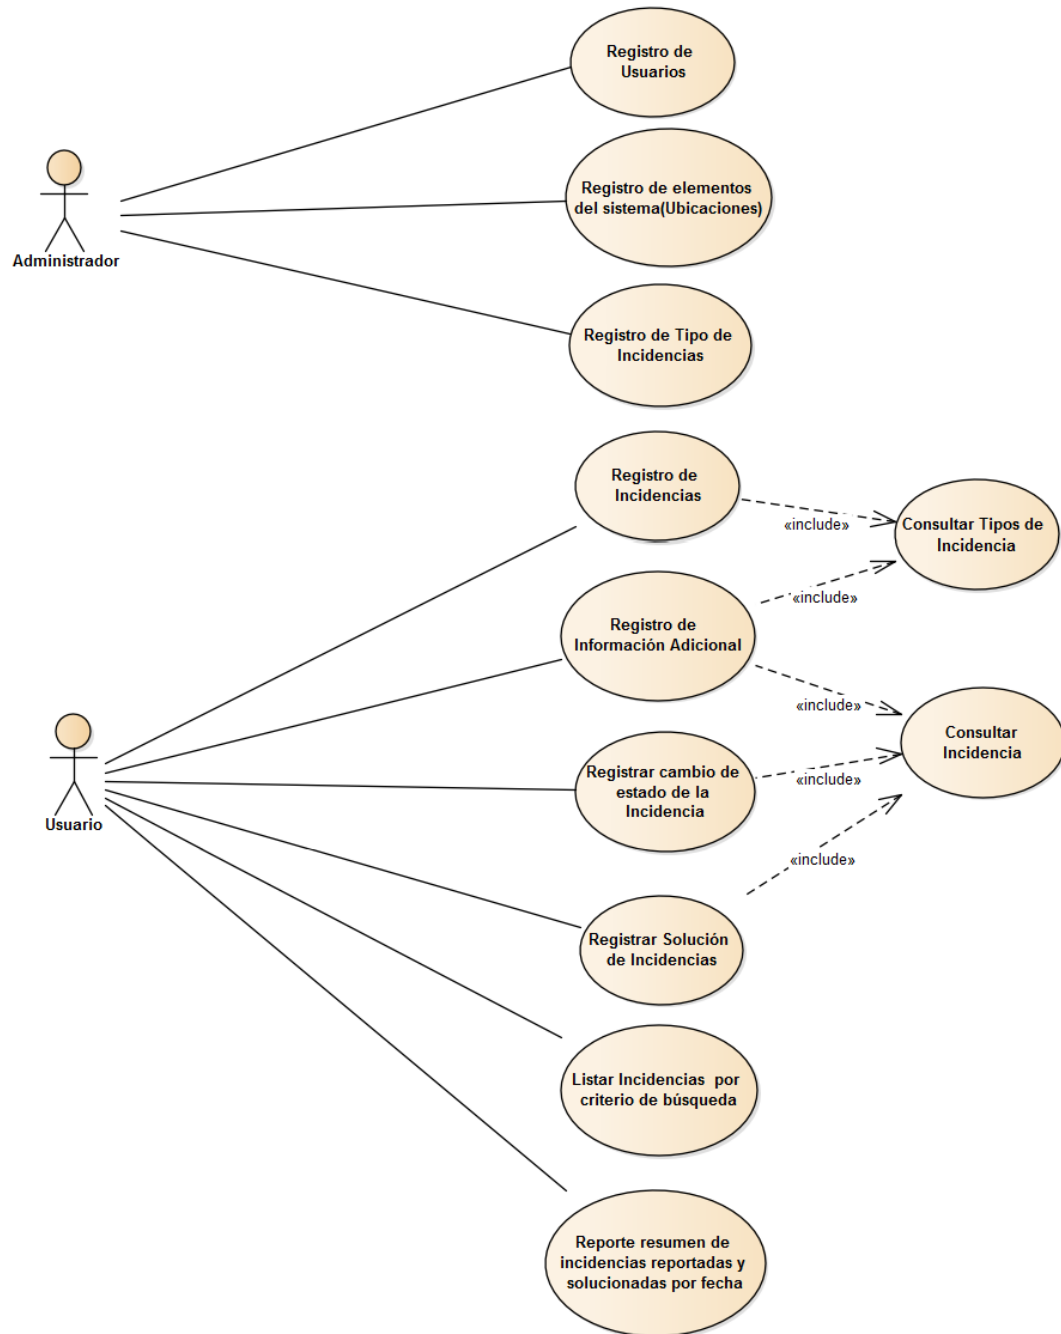 Registro de
Usuarios
Registro de elementos
del sistema(Ubicaciones)
Administrador
Registro de Tipo de
Incidencias
Registro de
Incidencias
«include»
Consultar Tipos de
Incidencia
«include»
Registro de
Información Adicional
«include»
Consultar
Incidencia
Registrar cambio de
estado de la
Incidencia
«include»
Usuario
«include»
Registrar Solución
de Incidencias
Listar Incidencias por
criterio de búsqueda
Reporte resumen de
incidencias reportadas y
solucionadas por fecha